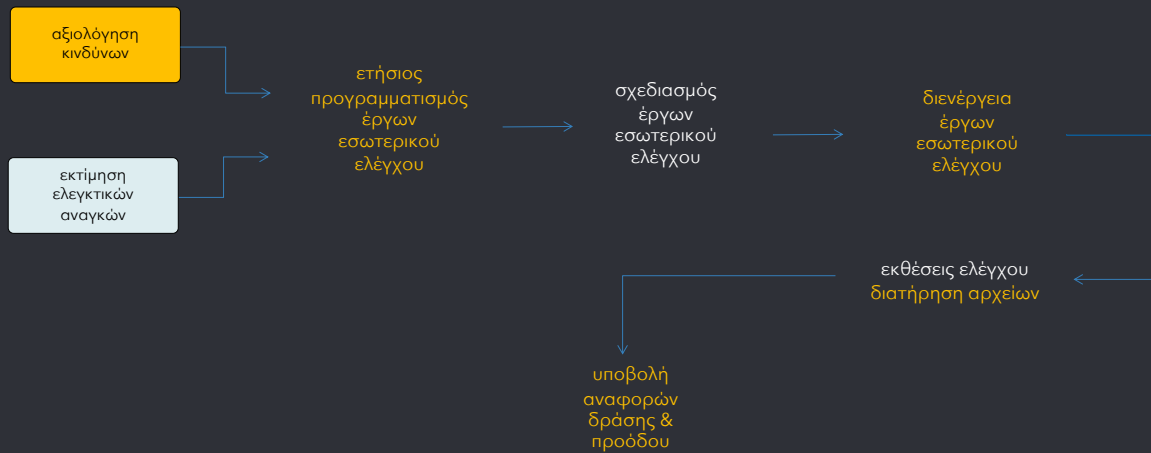 αξιολόγηση
κινδύνων
εκτίμηση
ελεγκτικών
αναγκών
ετήσιος
προγραμματισμός
έργων
εσωτερικού
ελέγχου
σχεδιασμός
έργων
εσωτερικού
ελέγχου
διενέργεια
έργων
εσωτερικού
ελέγχου
εκθέσεις ελέγχου
διατήρηση αρχείων
υποβολή
αναφορών
δράσης &
προόδου